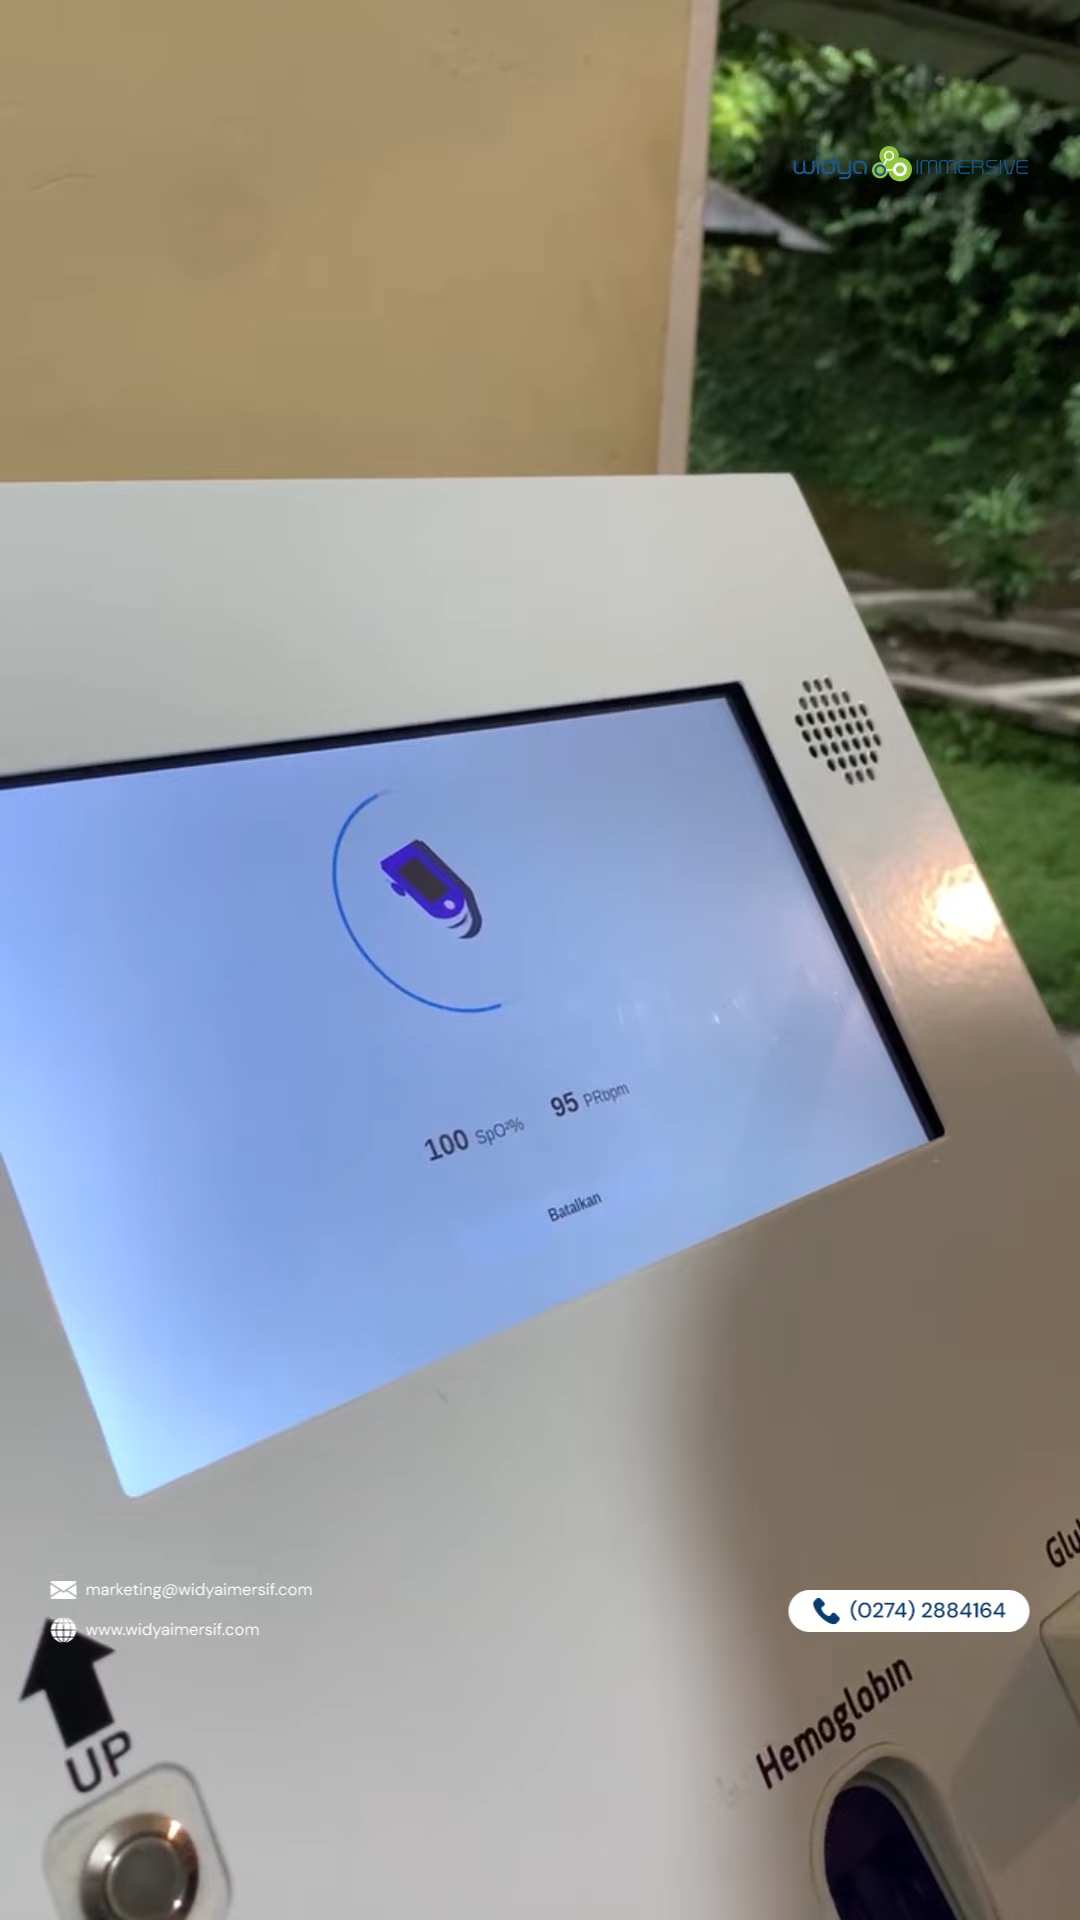 widya IMMERSIVE
100 SpO²% 95 PRbpm
Batalkan
marketing@widyaimersif.com
www.widyaimersif.com
(0274) 2884164
UP
Hemoglobin